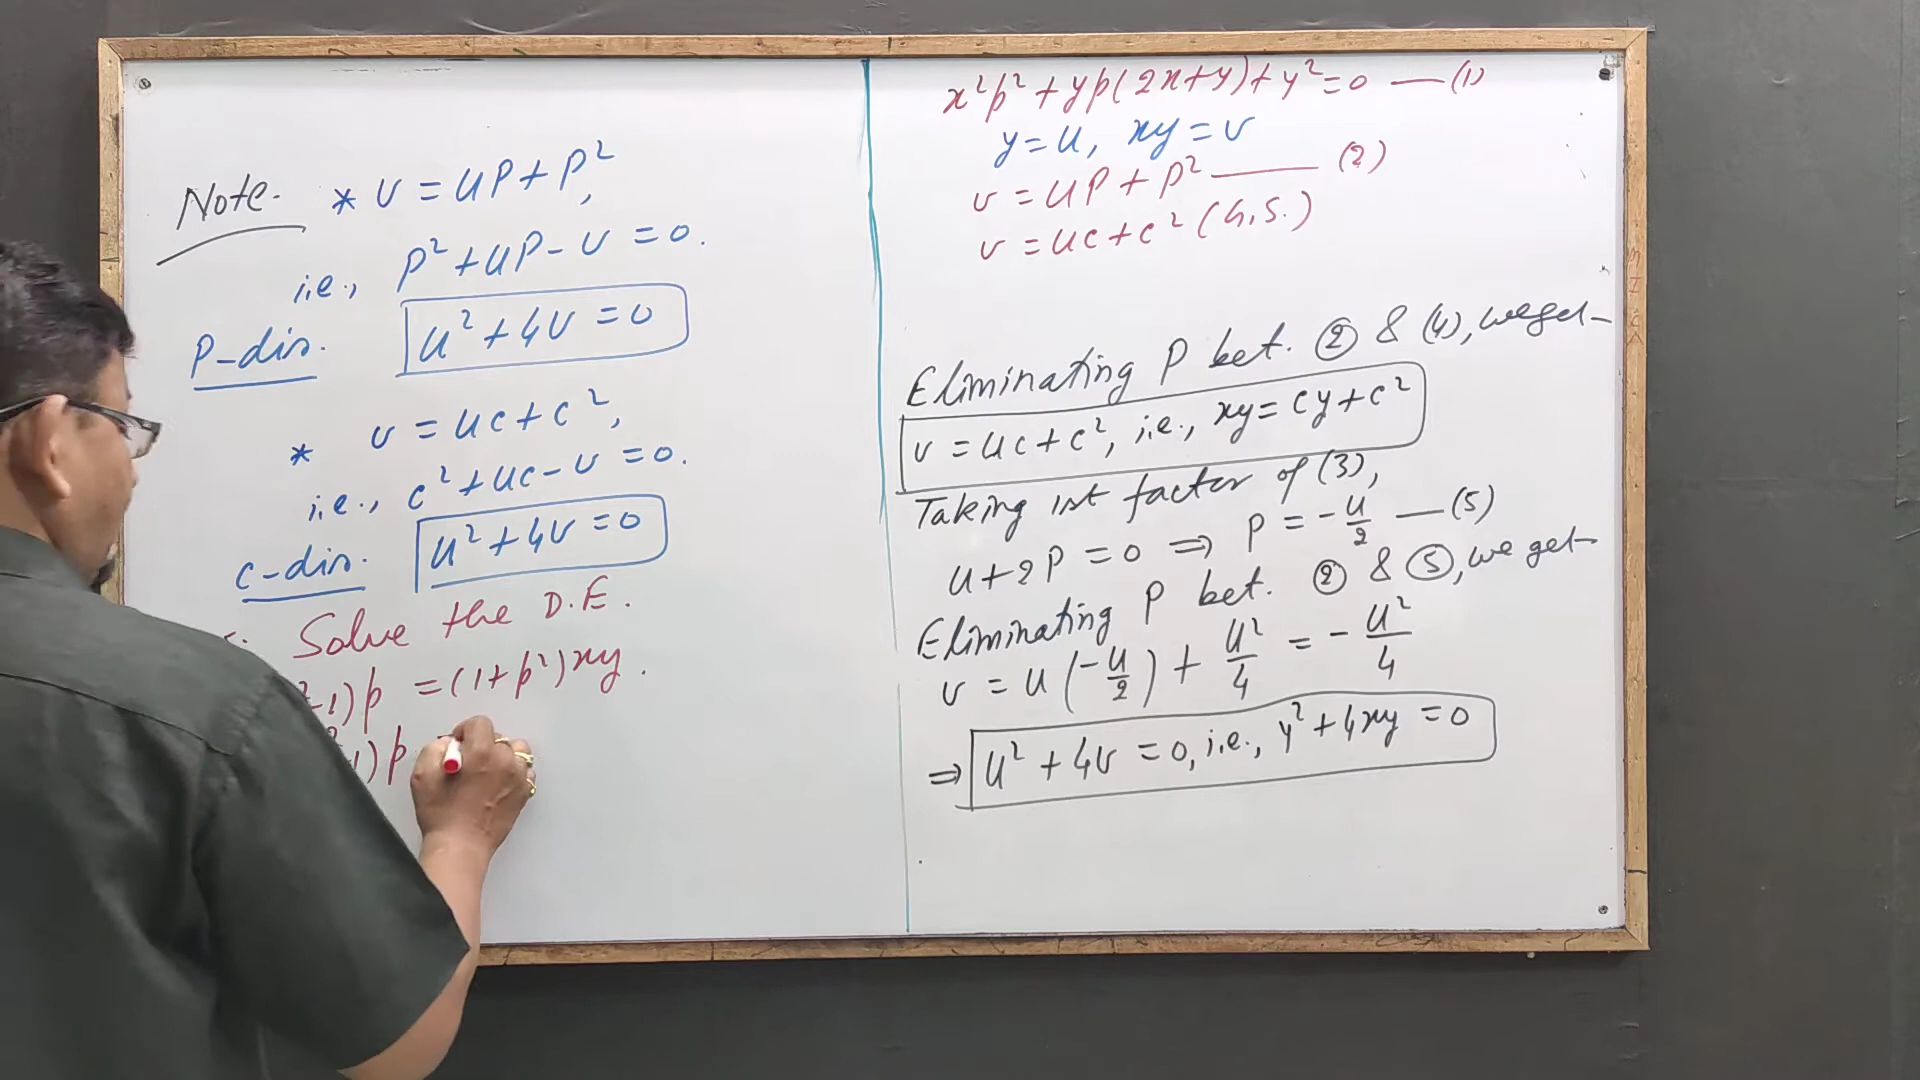 Note. * v = up + p²,
i.e., p² + up - v = 0.
P-dis. u² + 4v = 0
* v = uc + c²,
i.e., c² + uc - v = 0.
c-dis. u² + 4v = 0
Solve the D.E.
-1)p = (1+p²)xy.
1)p
x²p² + yp(2x+y) + y² = 0 — (1)
y = u, xy = v
v = uP + P² — (2)
v = uc + c² (G.S.)
Eliminating P bet. ② & (4), we get-
v = uc + c², i.e., xy = cy + c²
Taking 1st factor of (3),
u + 2P = 0 ⇒ P = -u/2 — (5)
Eliminating P bet. ② & ⑤, we get-
v = u(-u/2) + u²/4 = -u²/4
⇒ u² + 4v = 0, i.e., y² + 4xy = 0